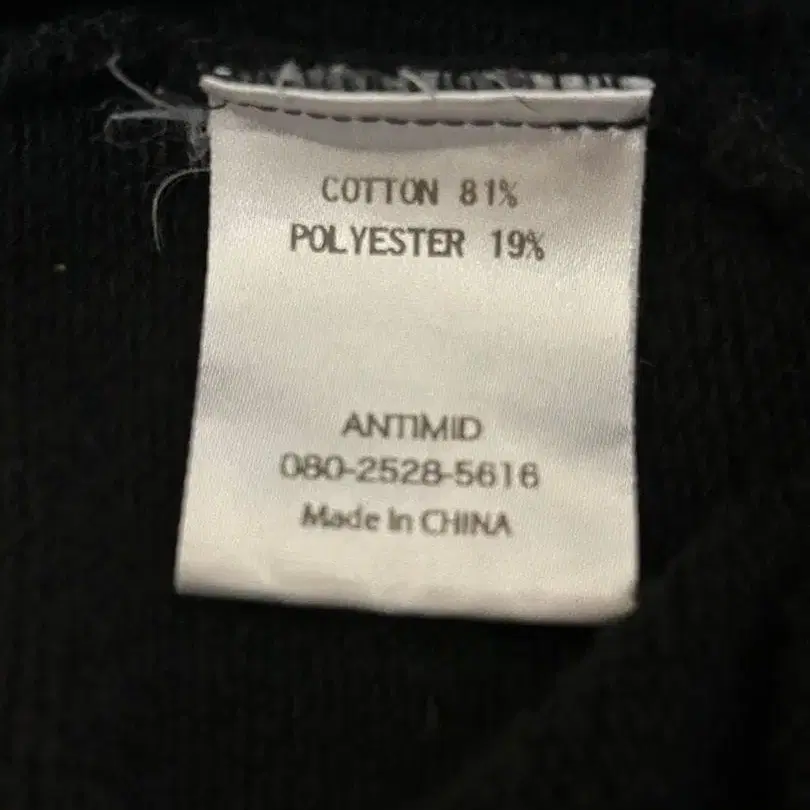 COTTON 81%
POLYESTER 19%
ANTIMID
080-2528-5616
Made In CHINA